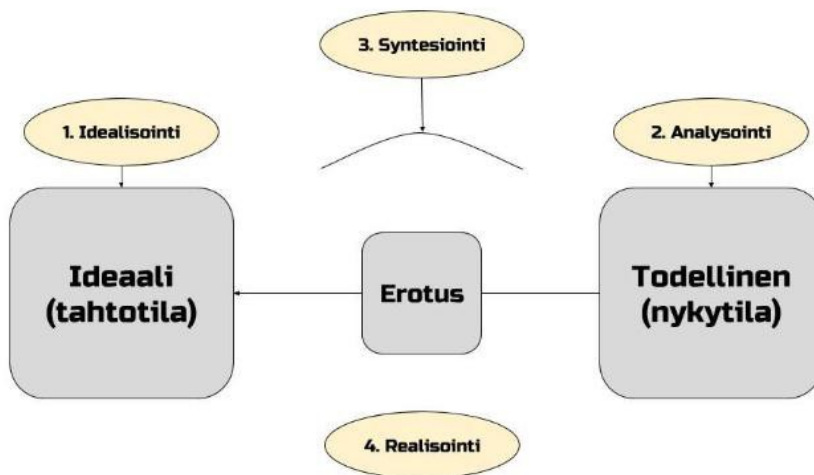 3. Syntesiointi
1. Idealisointi
2. Analysointi
Ideaali
(tahtotila)
Erotus
Todellinen
(nykytila)
4. Realisointi